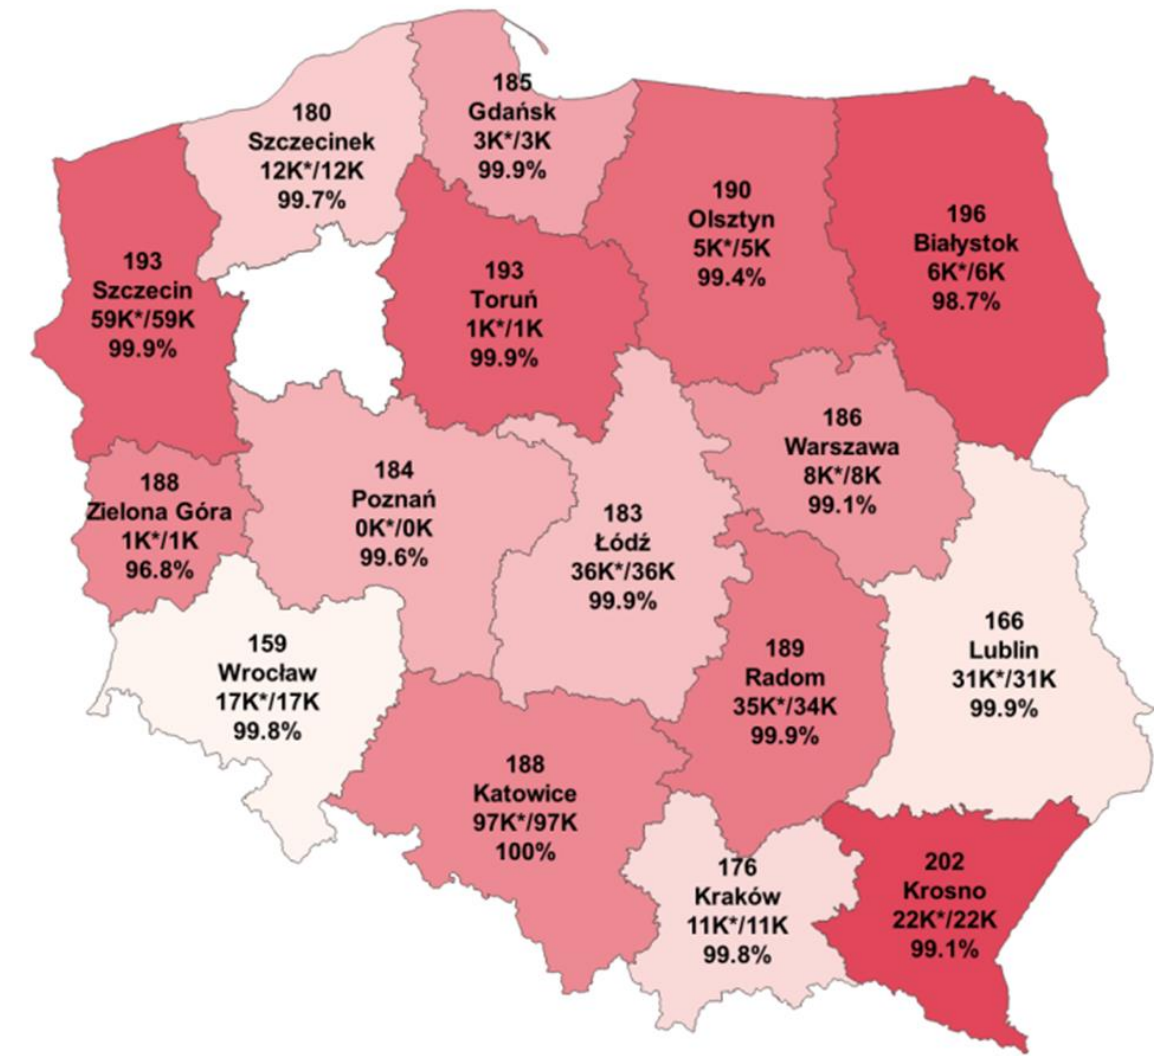 180
Szczecinek
12K*/12K
99.7%
185
Gdańsk
3K*/3K
99.9%
190
Olsztyn
5K*/5K
99.4%
196
Białystok
6K*/6K
98.7%
193
Szczecin
59K*/59K
99.9%
193
Toruń
1K*/1K
99.9%
186
Warszawa
8K*/8K
99.1%
188
Zielona Góra
1K*/1K
96.8%
184
Poznań
0K*/0K
99.6%
183
Łódź
36K*/36K
99.9%
159
Wrocław
17K*/17K
99.8%
189
Radom
35K*/34K
99.9%
166
Lublin
31K*/31K
99.9%
188
Katowice
97K*/97K
100%
176
Kraków
11K*/11K
99.8%
202
Krosno
22K*/22K
99.1%